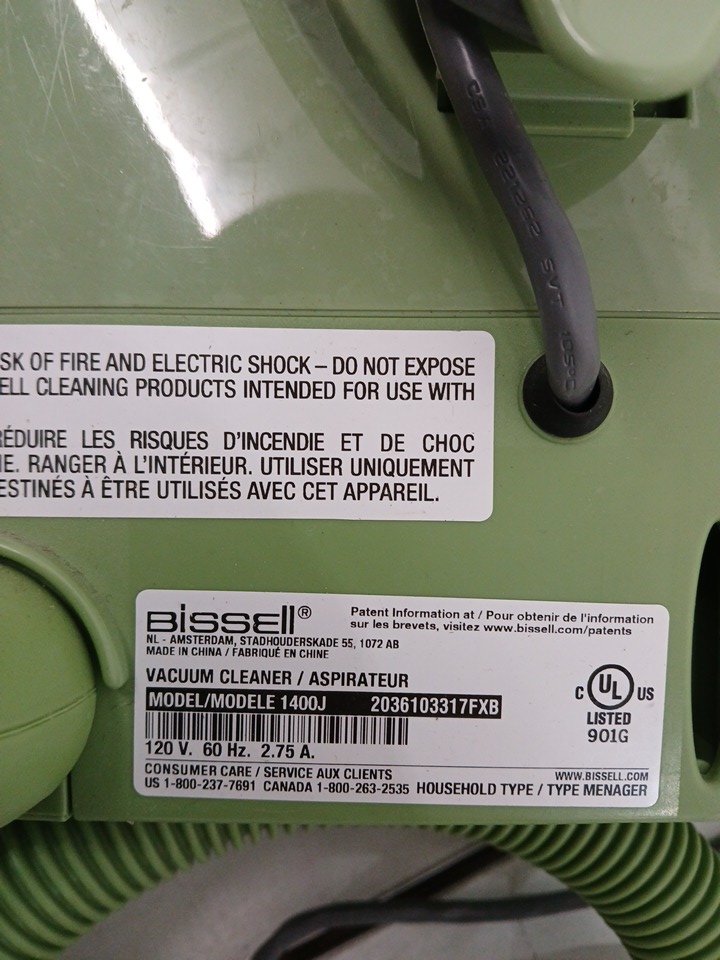 CSA 221252 SVT
SK OF FIRE AND ELECTRIC SHOCK – DO NOT EXPOSE
ELL CLEANING PRODUCTS INTENDED FOR USE WITH
RÉDUIRE LES RISQUES D'INCENDIE ET DE CHOC
IE. RANGER À L'INTÉRIEUR. UTILISER UNIQUEMENT
ESTINÉS À ÊTRE UTILISÉS AVEC CET APPAREIL.
BISSELL®
Patent Information at / Pour obtenir de l'information
sur les brevets, visitez www.bissell.com/patents
NL - AMSTERDAM, STADHOUDERSKADE 55, 1072 AB
MADE IN CHINA / FABRIQUÉ EN CHINE
VACUUM CLEANER / ASPIRATEUR
MODEL/MODELE 1400J 2036103317FXB
120 V. 60 Hz. 2.75 A.
C UL US
LISTED
901G
CONSUMER CARE / SERVICE AUX CLIENTS
WWW.BISSELL.COM
US 1-800-237-7691 CANADA 1-800-263-2535 HOUSEHOLD TYPE / TYPE MENAGER